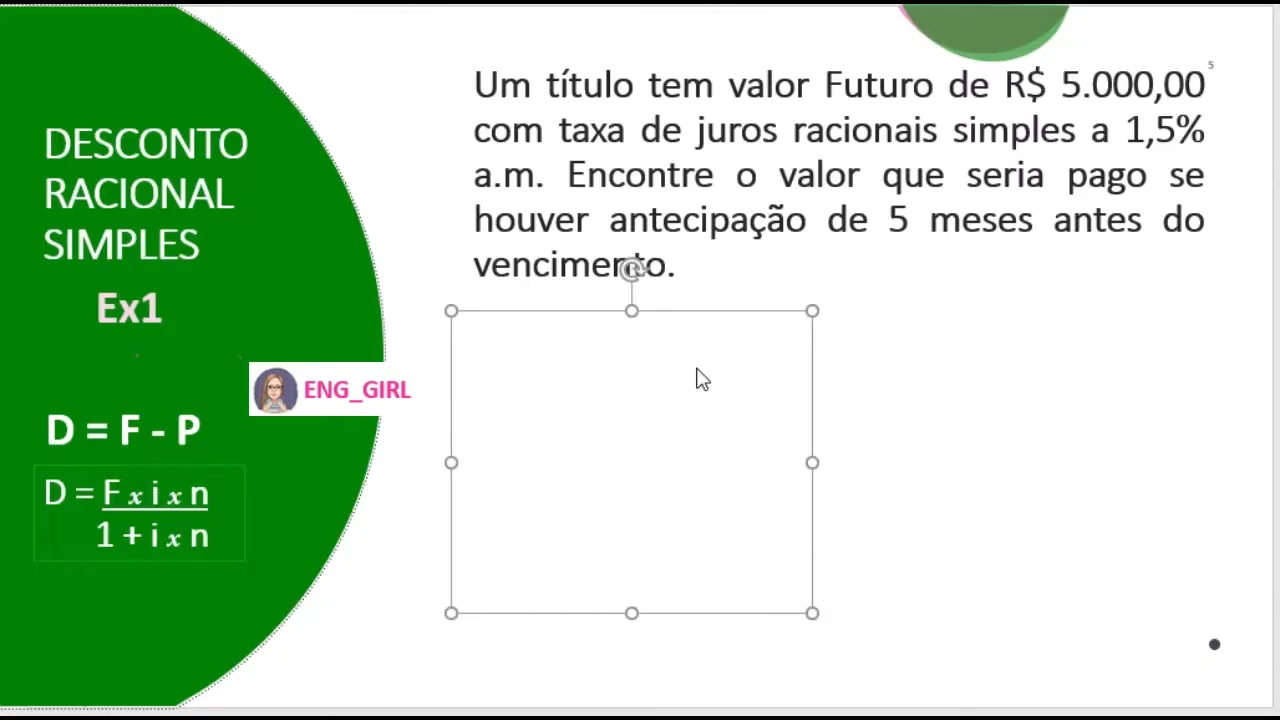 DESCONTO
RACIONAL
SIMPLES
Ex1
D = F - P
D = F x i x n
1 + i x n
ENG_GIRL
5
Um título tem valor Futuro de R$ 5.000,00
com taxa de juros racionais simples a 1,5%
a.m. Encontre o valor que seria pago se
houver antecipação de 5 meses antes do
vencimento.